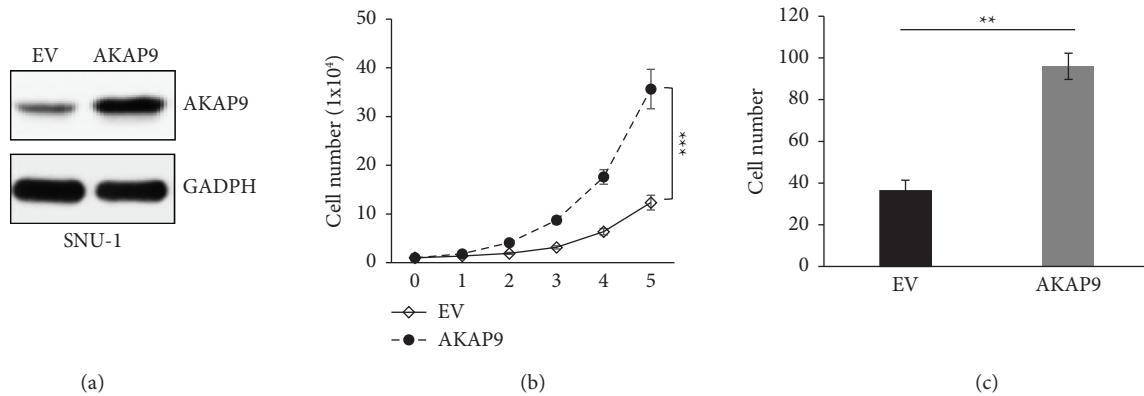 EV AKAP9
AKAP9
GADPH
SNU-1
(a)
Cell number (1x10⁴)
50
40
30
20
10
0
0 1 2 3 4 5
***
EV
AKAP9
(b)
Cell number
120
100
80
60
40
20
0
**
EV AKAP9
(c)